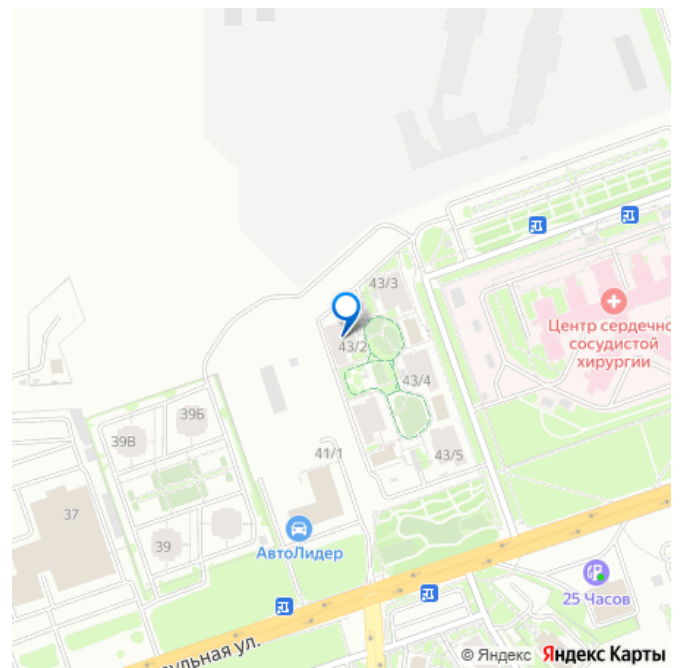 43/3
43/2
Центр сердечно
сосудистой
хирургии
43/4
39Б
39В
41/1
43/5
37
39
АвтоЛидер
25 Часов
ульная ул.
© Яндекс Яндекс Карты